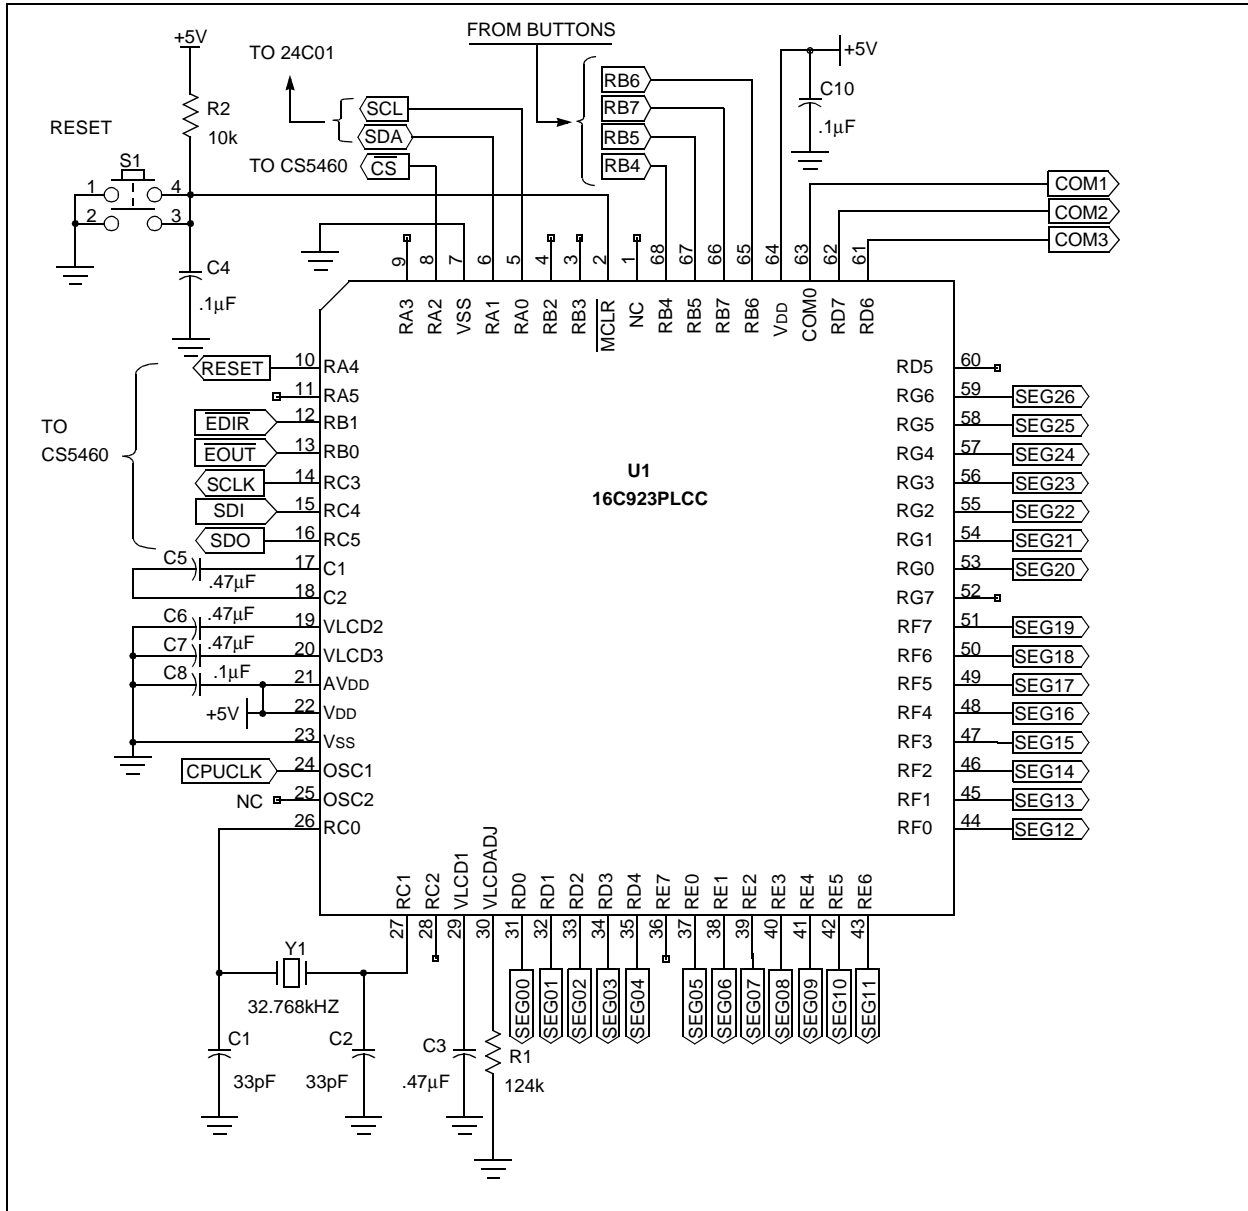 FROM BUTTONS
+5V
TO 24C01
+5V
RB6
RB7
RB5
RB4
SCL
SDA
TO CS5460
CS
R2
10k
C10
.1μF
RESET
S1
1
2
4
3
C4
.1μF
COM1
COM2
COM3
9
8
7
6
5
4
3
2
1
68
67
66
65
64
63
62
61
RA3
RA2
VSS
RA1
RA0
RB2
RB3
MCLR
NC
RB4
RB5
RB7
RB6
VDD
COM0
RD7
RD6
TO
CS5460
RESET 10 RA4
11 RA5
EDIR 12 RB1
EOUT 13 RB0
SCLK 14 RC3
SDI 15 RC4
SDO 16 RC5
C5 .47μF 17 C1
18 C2
C6 .47μF 19 VLCD2
C7 .47μF 20 VLCD3
C8 .1μF 21 AVDD
+5V 22 VDD
23 VSS
CPUCLK 24 OSC1
NC 25 OSC2
26 RC0
U1
16C923PLCC
RD5 60
RG6 59 SEG26
RG5 58 SEG25
RG4 57 SEG24
RG3 56 SEG23
RG2 55 SEG22
RG1 54 SEG21
RG0 53 SEG20
RG7 52
RF7 51 SEG19
RF6 50 SEG18
RF5 49 SEG17
RF4 48 SEG16
RF3 47 SEG15
RF2 46 SEG14
RF1 45 SEG13
RF0 44 SEG12
RC1
RC2
VLCD1
VLCDADJ
RD0
RD1
RD2
RD3
RD4
RE7
RE0
RE1
RE2
RE3
RE4
RE5
RE6
27
28
29
30
31
32
33
34
35
36
37
38
39
40
41
42
43
SEG00
SEG01
SEG02
SEG03
SEG04
SEG05
SEG06
SEG07
SEG08
SEG09
SEG10
SEG11
Y1
32.768kHZ
C1
33pF
C2
33pF
C3
.47μF
R1
124k